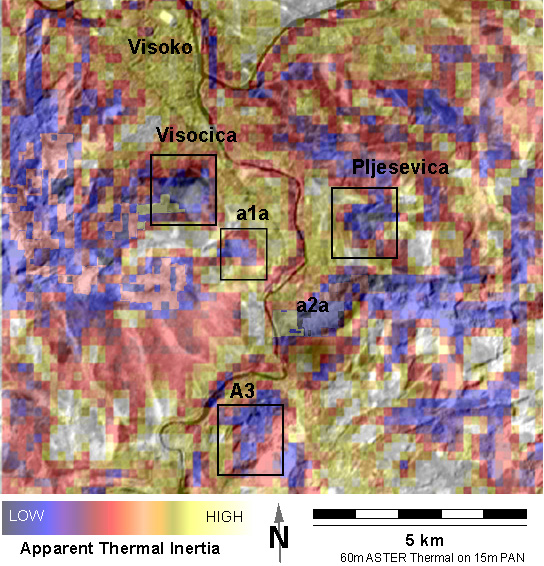 Visoko
Visocica
Pljesevica
a1a
a2a
A3
LOW
HIGH
Apparent Thermal Inertia
N
5 km
60m ASTER Thermal on 15m PAN